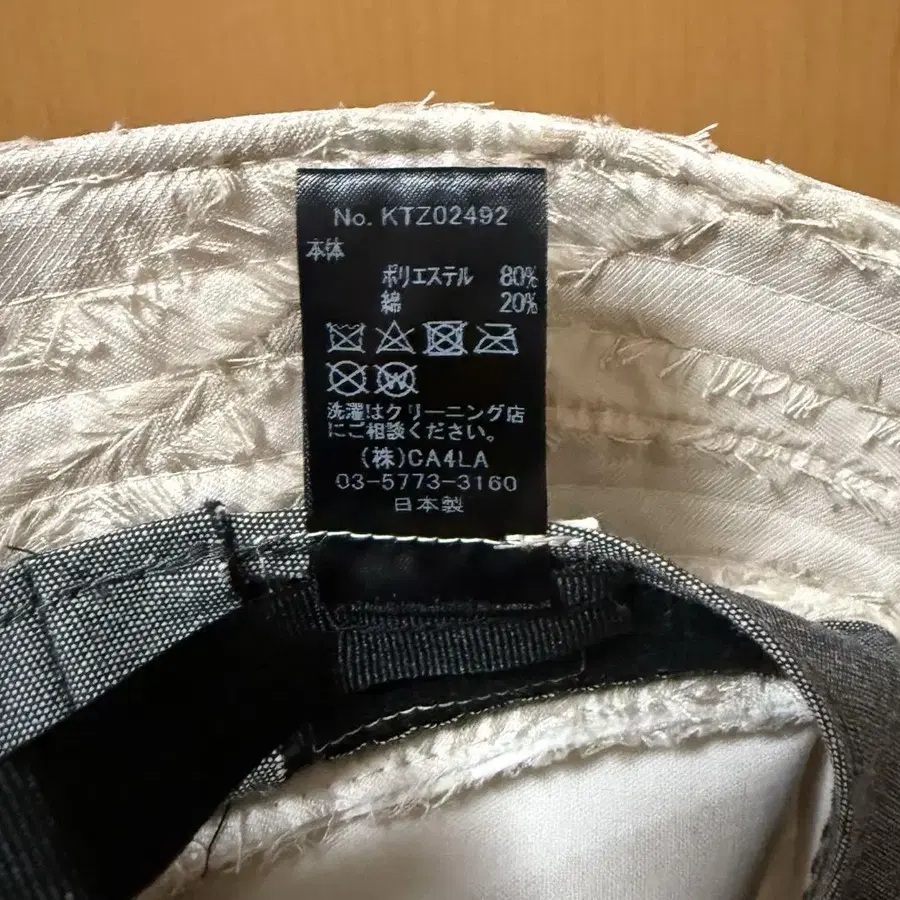 No. KTZ02492
本体
ポリエステル 80%
綿 20%
洗濯はクリーニング店
にご相談ください。
(株)CA4LA
03-5773-3160
日本製